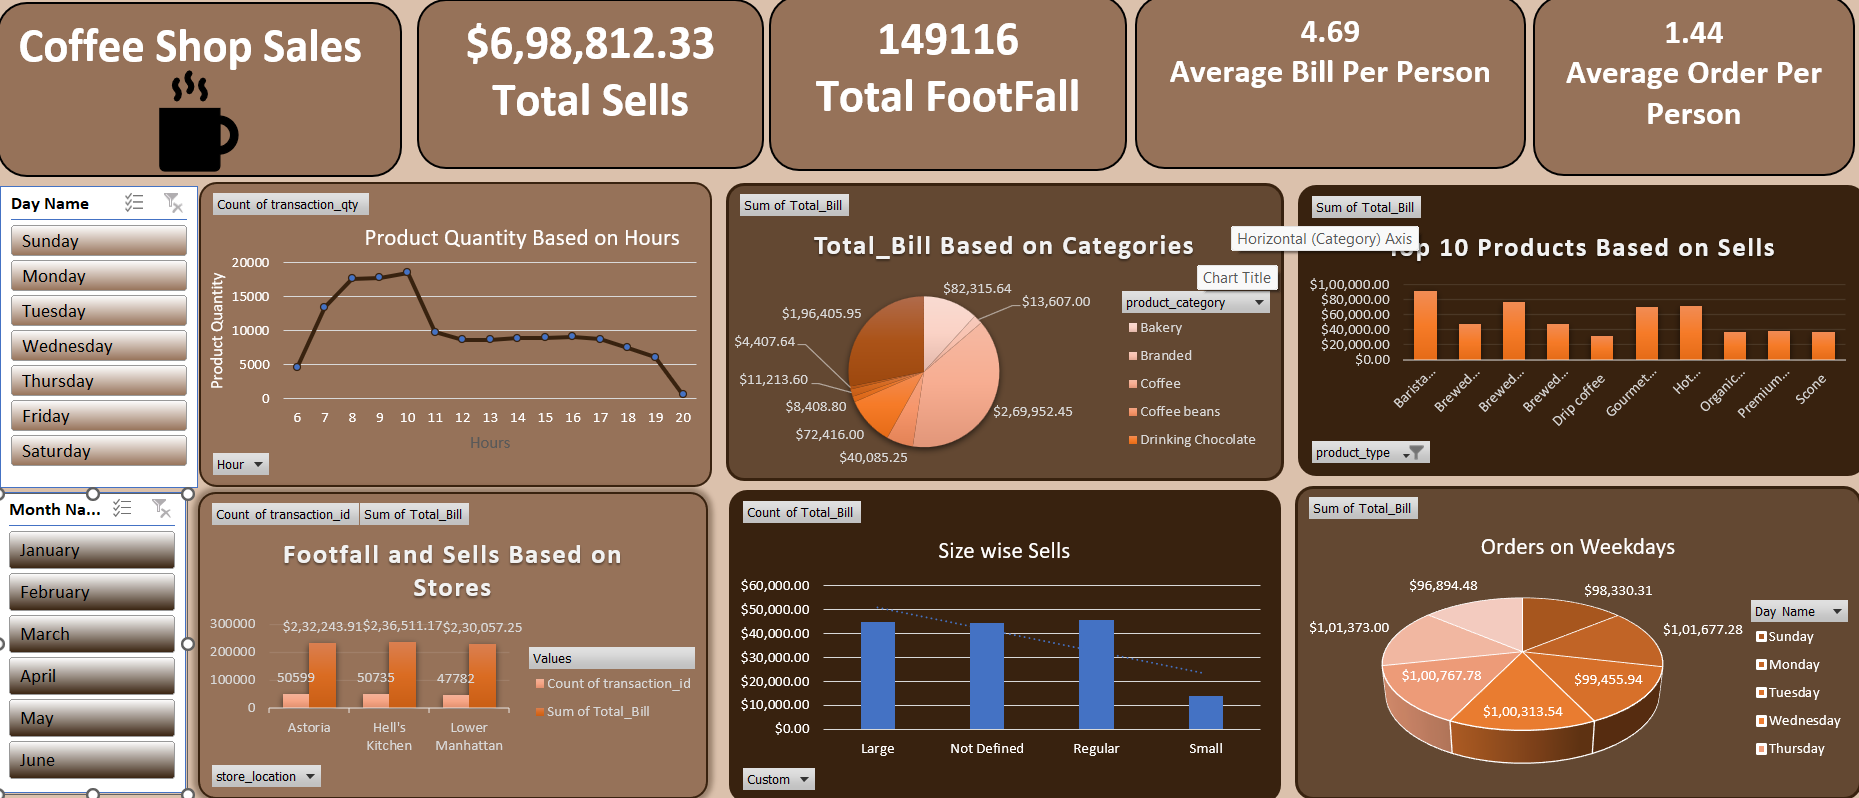 Coffee Shop Sales
$6,98,812.33
Total Sells
149116
Total FootFall
4.69
Average Bill Per Person
1.44
Average Order Per
Person
Day Name
Sunday
Monday
Tuesday
Wednesday
Thursday
Friday
Saturday
Month Na...
January
February
March
April
May
June
Count of transaction_qty
Product Quantity Based on Hours
Product Quantity
20000
15000
10000
5000
0
6 7 8 9 10 11 12 13 14 15 16 17 18 19 20
Hours
Hour
Sum of Total_Bill
Total_Bill Based on Categories
Chart Title
$82,315.64
$13,607.00
$1,96,405.95
$4,407.64
$11,213.60
$8,408.80
$72,416.00
$40,085.25
$2,69,952.45
product_category
Bakery
Branded
Coffee
Coffee beans
Drinking Chocolate
Sum of Total_Bill
Horizontal (Category) Axis
Top 10 Products Based on Sells
$1,00,000.00
$80,000.00
$60,000.00
$40,000.00
$20,000.00
$0.00
Barista...
Brewed...
Brewed...
Brewed...
Drip coffee
Gourmet...
Hot...
Organic...
Premium...
Scone
product_type
Count of transaction_id Sum of Total_Bill
Footfall and Sells Based on
Stores
300000
200000
100000
0
$2,32,243.91 $2,36,511.17 $2,30,057.25
50599 50735 47782
Astoria
Hell's
Kitchen
Lower
Manhattan
Values
Count of transaction_id
Sum of Total_Bill
store_location
Count of Total_Bill
Size wise Sells
$60,000.00
$50,000.00
$40,000.00
$30,000.00
$20,000.00
$10,000.00
$0.00
Large Not Defined Regular Small
Custom
Sum of Total_Bill
Orders on Weekdays
$96,894.48
$98,330.31
$1,01,373.00
$1,01,677.28
$1,00,767.78
$99,455.94
$1,00,313.54
Day Name
Sunday
Monday
Tuesday
Wednesday
Thursday